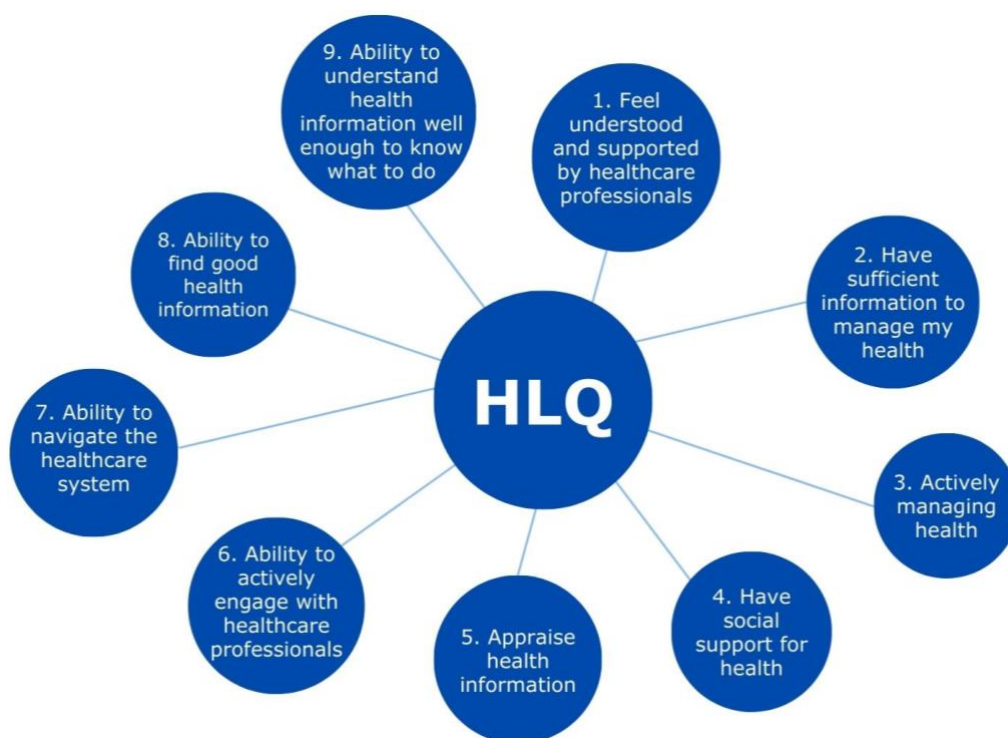 9. Ability to
understand
health
information well
enough to know
what to do
1. Feel
understood
and supported
by healthcare
professionals
8. Ability to
find good
health
information
2. Have
sufficient
information to
manage my
health
HLQ
7. Ability to
navigate the
healthcare
system
3. Actively
managing
health
6. Ability to
actively
engage with
healthcare
professionals
5. Appraise
health
information
4. Have
social
support for
health